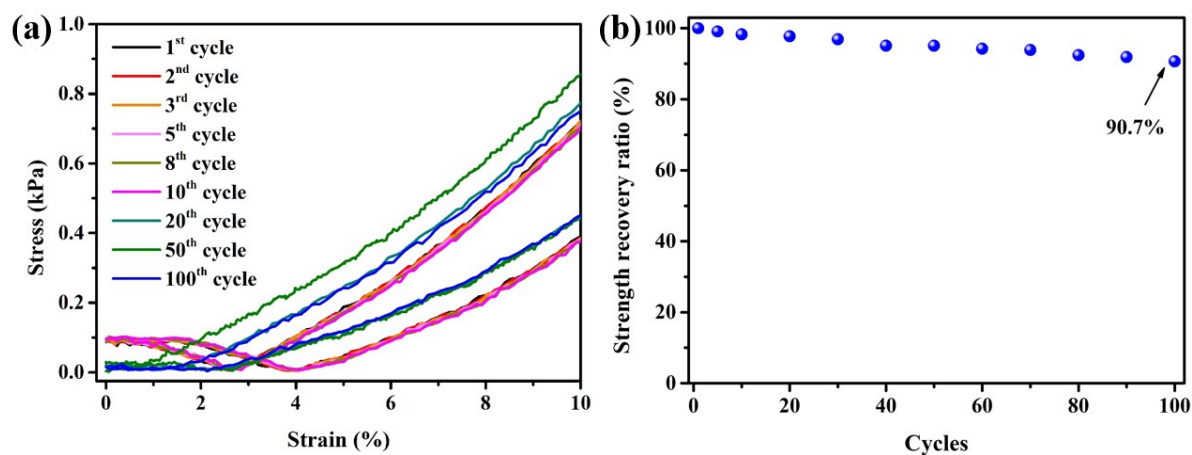 (a)
1.0
0.8
0.6
0.4
0.2
0.0
Stress (kPa)
1st cycle
2nd cycle
3rd cycle
5th cycle
8th cycle
10th cycle
20th cycle
50th cycle
100th cycle
0 2 4 6 8 10
Strain (%)
(b)
100
80
60
40
20
0
Strength recovery ratio (%)
90.7%
0 20 40 60 80 100
Cycles